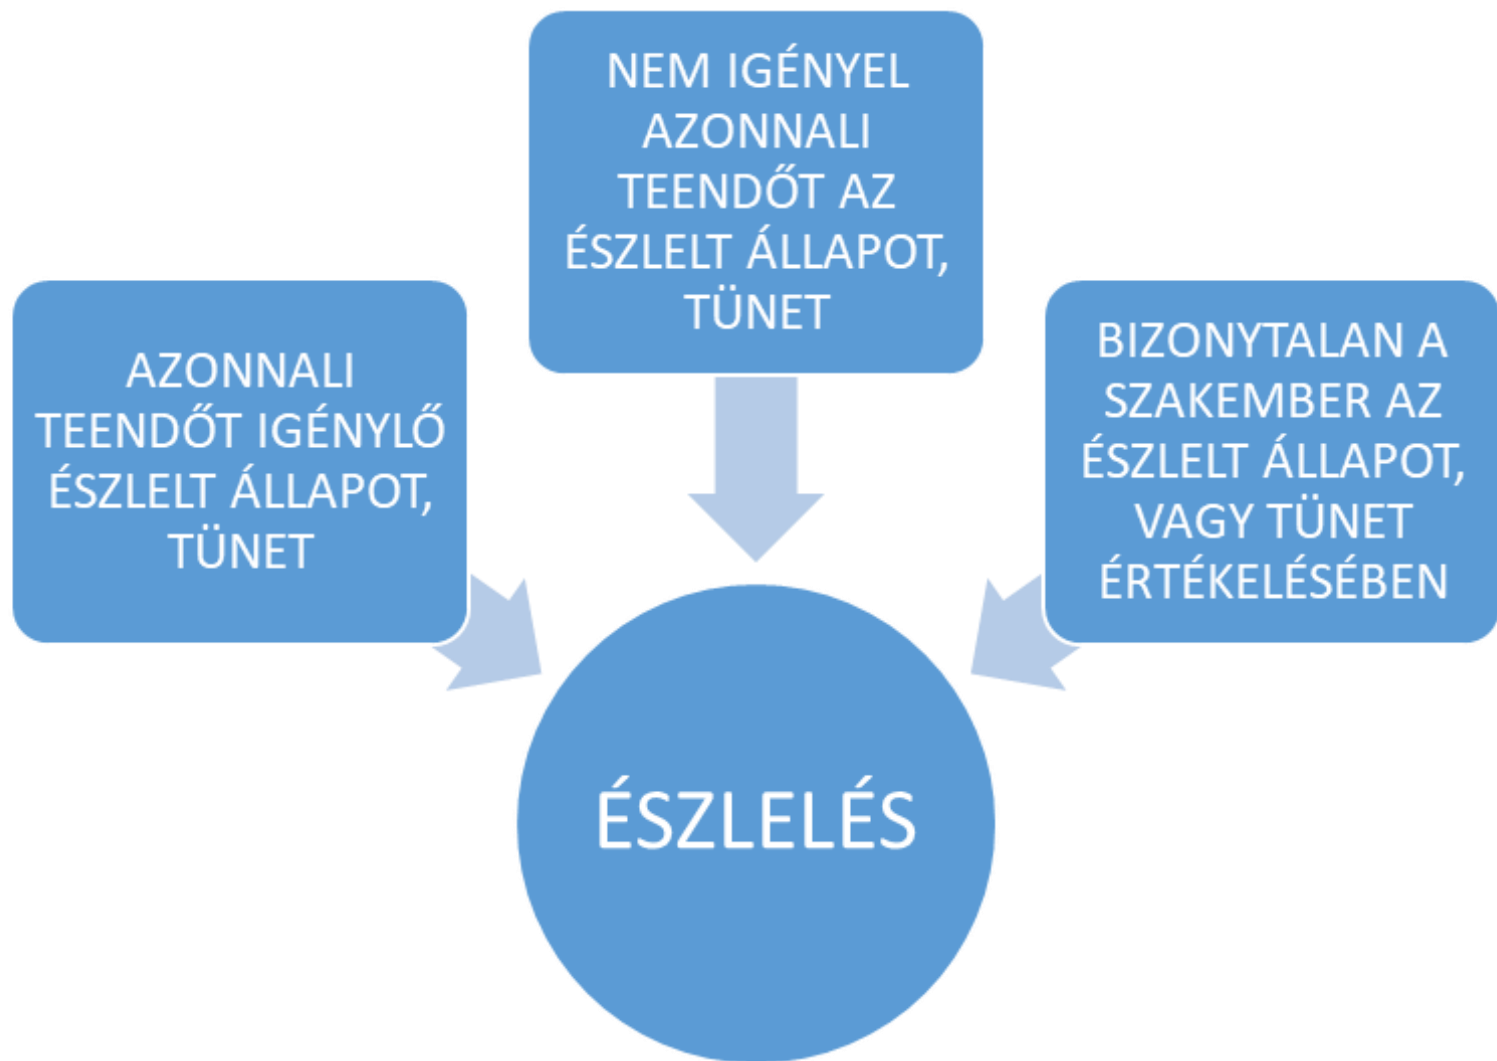 AZONNALI
TEENDŐT IGÉNYLŐ
ÉSZLELT ÁLLAPOT,
TÜNET
NEM IGÉNYEL
AZONNALI
TEENDŐT AZ
ÉSZLELT ÁLLAPOT,
TÜNET
BIZONYTALAN A
SZAKEMBER AZ
ÉSZLELT ÁLLAPOT,
VAGY TÜNET
ÉRTÉKELÉSÉBEN
ÉSZLELÉS